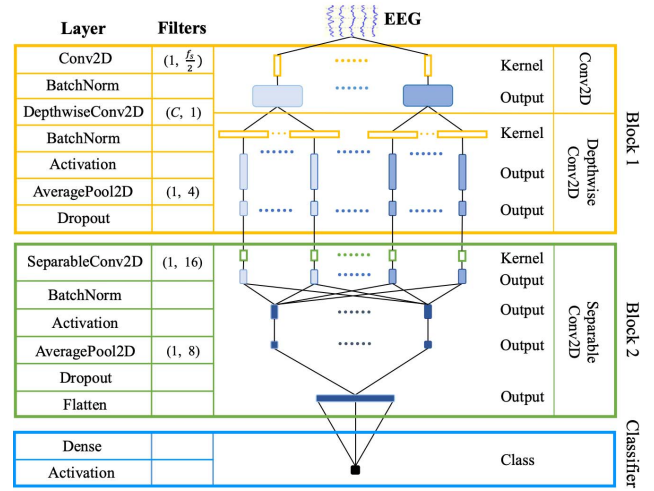 Layer Filters EEG
Conv2D (1, f_s/2) Kernel
BatchNorm Output
Conv2D
DepthwiseConv2D (C, 1)
BatchNorm Kernel
Activation Output
AveragePool2D (1, 4)
Dropout Output
Depthwise
Conv2D
Block 1
SeparableConv2D (1, 16) Kernel
Output
BatchNorm Output
Activation
AveragePool2D (1, 8) Output
Dropout
Flatten Output
Separable
Conv2D
Block 2
Dense
Activation Class
Classifier